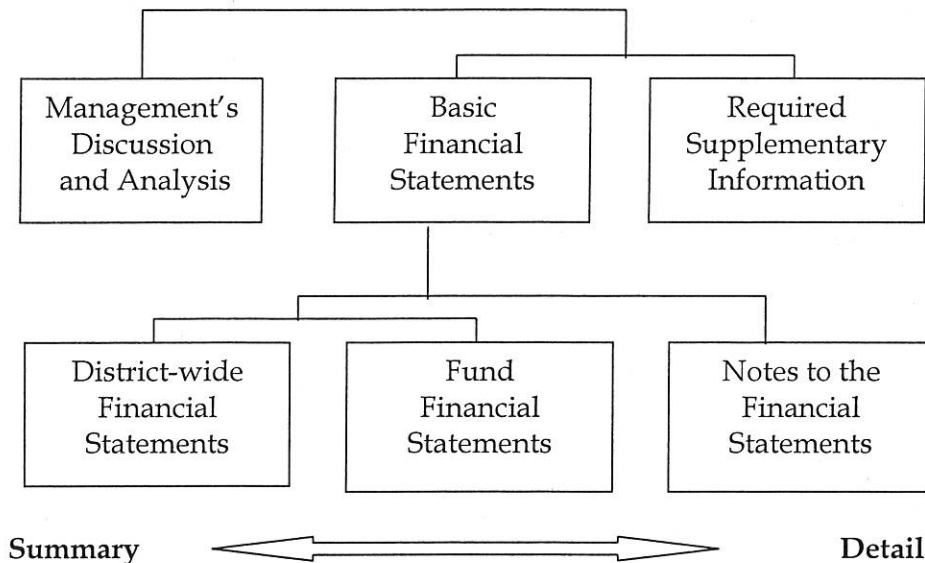 Management's
Discussion
and Analysis
Basic
Financial
Statements
Required
Supplementary
Information
District-wide
Financial
Statements
Fund
Financial
Statements
Notes to the
Financial
Statements
Summary
Detail